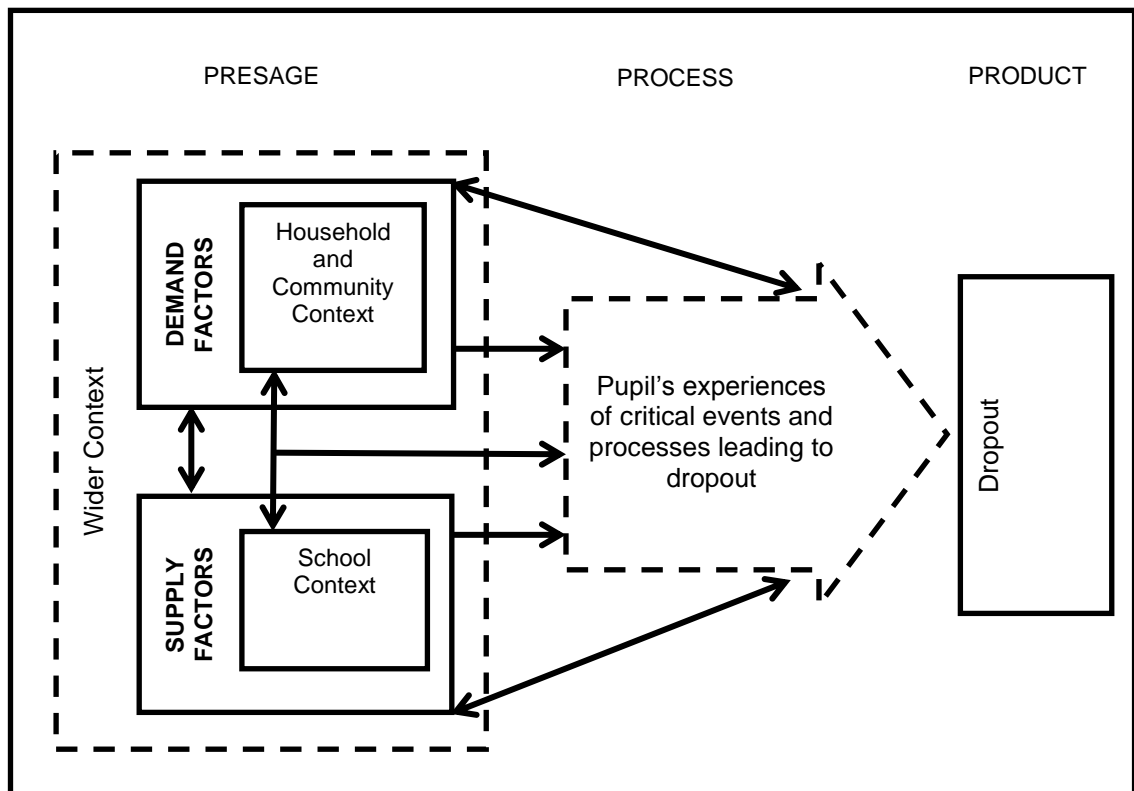 PRESAGE
PROCESS
PRODUCT
Wider Context
DEMAND
FACTORS
Household
and
Community
Context
SUPPLY
FACTORS
School
Context
Pupil’s experiences
of critical events and
processes leading to
dropout
Dropout